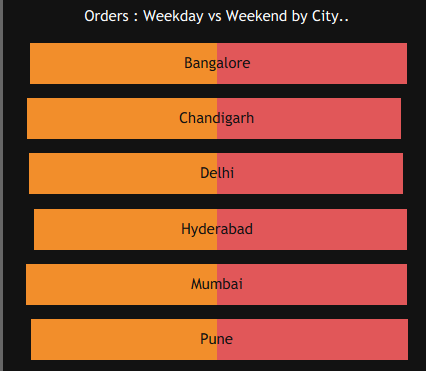 Orders : Weekday vs Weekend by City..
Bangalore
Chandigarh
Delhi
Hyderabad
Mumbai
Pune